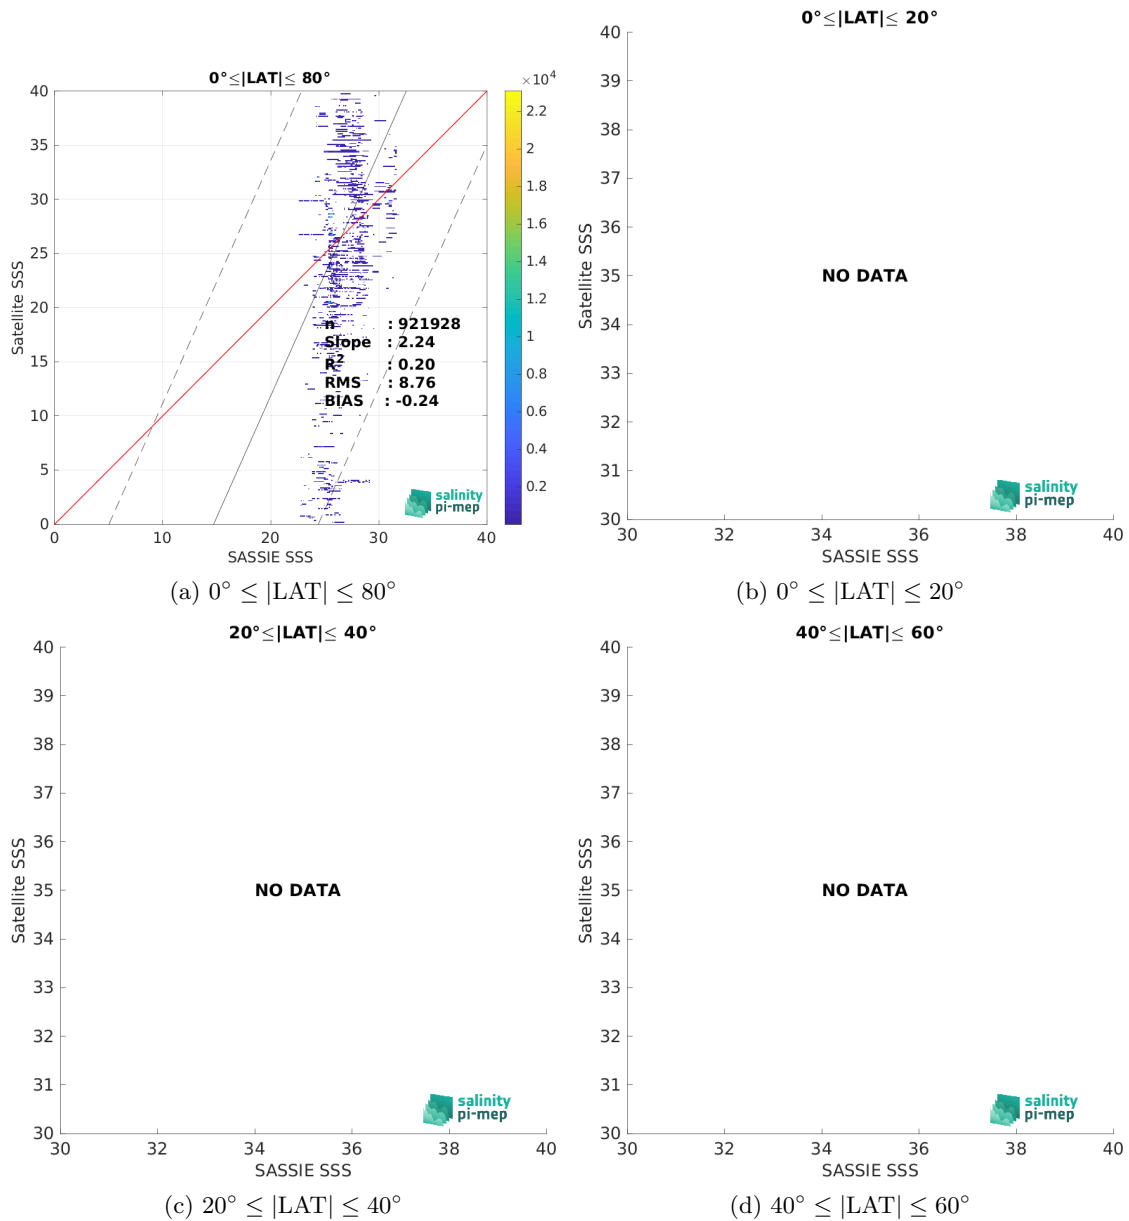 0°≤|LAT|≤ 80°
×10⁴
40
35
30
25
20
15
10
5
0
Satellite SSS
2.2
2
1.8
1.6
1.4
1.2
1
0.8
0.6
0.4
0.2
n : 921928
Slope : 2.24
R² : 0.20
RMS : 8.76
BIAS : -0.24
salinity
pi-mep
0 10 20 30 40
SASSIE SSS
(a) 0° ≤ |LAT| ≤ 80°
0°≤|LAT|≤ 20°
40
39
38
37
36
35
34
33
32
31
30
Satellite SSS
NO DATA
salinity
pi-mep
30 32 34 36 38 40
SASSIE SSS
(b) 0° ≤ |LAT| ≤ 20°
20°≤|LAT|≤ 40°
40
39
38
37
36
35
34
33
32
31
30
Satellite SSS
NO DATA
salinity
pi-mep
30 32 34 36 38 40
SASSIE SSS
(c) 20° ≤ |LAT| ≤ 40°
40°≤|LAT|≤ 60°
40
39
38
37
36
35
34
33
32
31
30
Satellite SSS
NO DATA
salinity
pi-mep
30 32 34 36 38 40
SASSIE SSS
(d) 40° ≤ |LAT| ≤ 60°